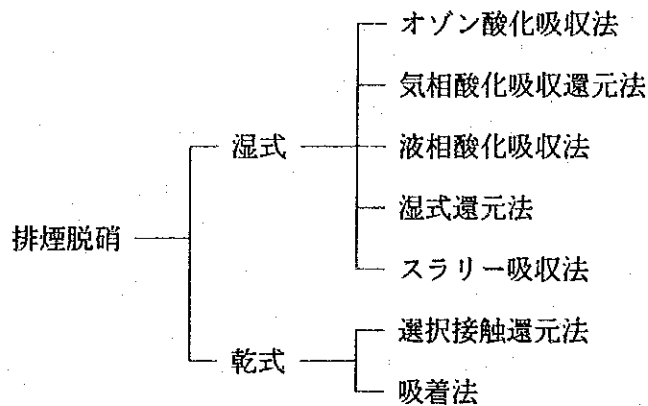 オゾン酸化吸収法
気相酸化吸収還元法
湿式
液相酸化吸収法
湿式還元法
排煙脱硝
スラリー吸収法
選択接触還元法
乾式
吸着法